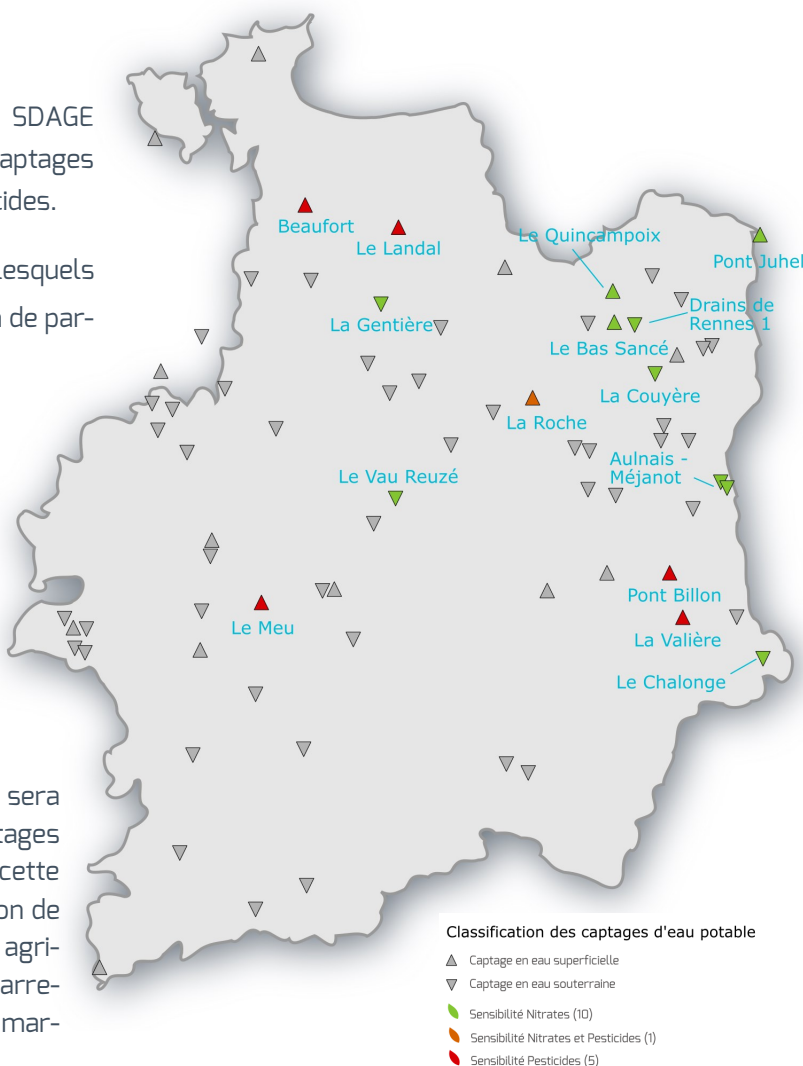 SDAGE
captages
cides.
lesquels
n de par-
Beaufort
Le Landal
Le Quincampoix
Pont Juhel
La Gentière
Drains de
Rennes 1
Le Bas Sancé
La Couyère
La Roche
Aulnais -
Méjanot
Le Vau Reuzé
Pont Billon
Le Meu
La Valière
Le Chalonge
sera
tages
cette
on de
agri-
arre-
mar-
Classification des captages d'eau potable
Captage en eau superficielle
Captage en eau souterraine
Sensibilité Nitrates (10)
Sensibilité Nitrates et Pesticides (1)
Sensibilité Pesticides (5)